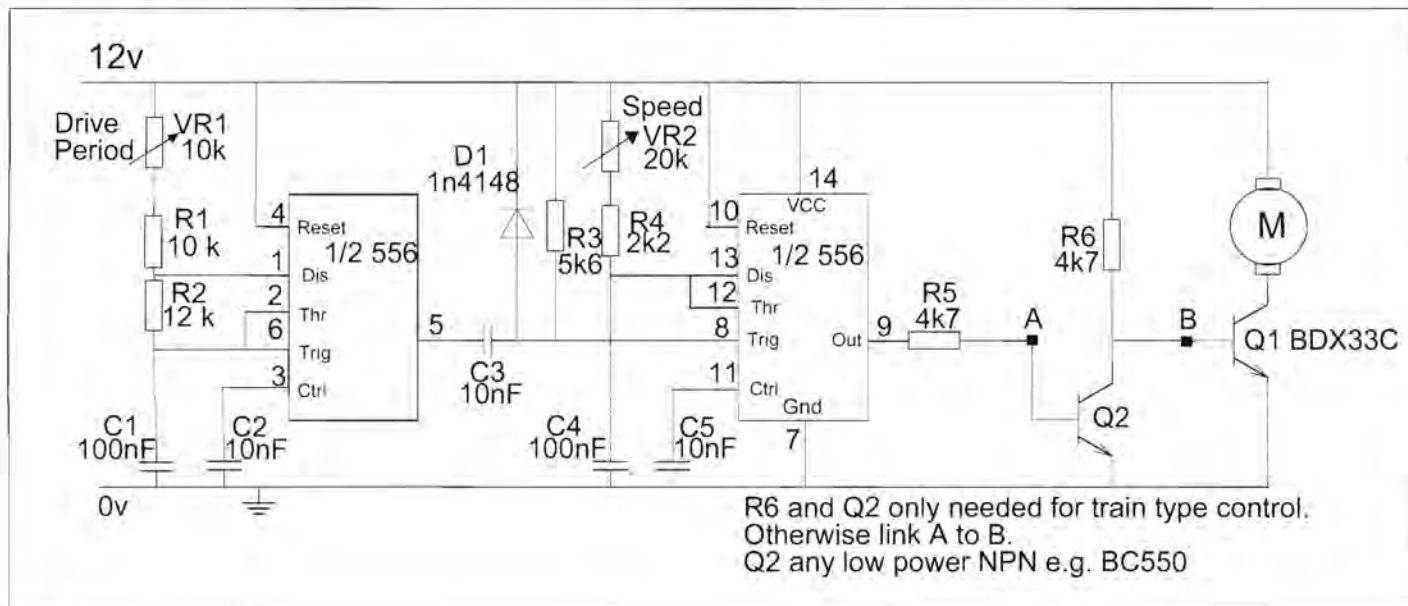 12v
Drive
Period
VR1
10k
R1
10 k
R2
12 k
C1
100nF
C2
10nF
0v
4
Reset
1/2 556
1
Dis
2
Thr
6
Trig
3
Ctrl
5
C3
10nF
D1
1n4148
R3
5k6
Speed
VR2
20k
R4
2k2
C4
100nF
C5
10nF
14
VCC
10
Reset
1/2 556
13
Dis
12
Thr
8
Trig
Out
9
11
Ctrl
Gnd
7
R5
4k7
A
R6
4k7
Q2
B
M
Q1 BDX33C
R6 and Q2 only needed for train type control.
Otherwise link A to B.
Q2 any low power NPN e.g. BC550